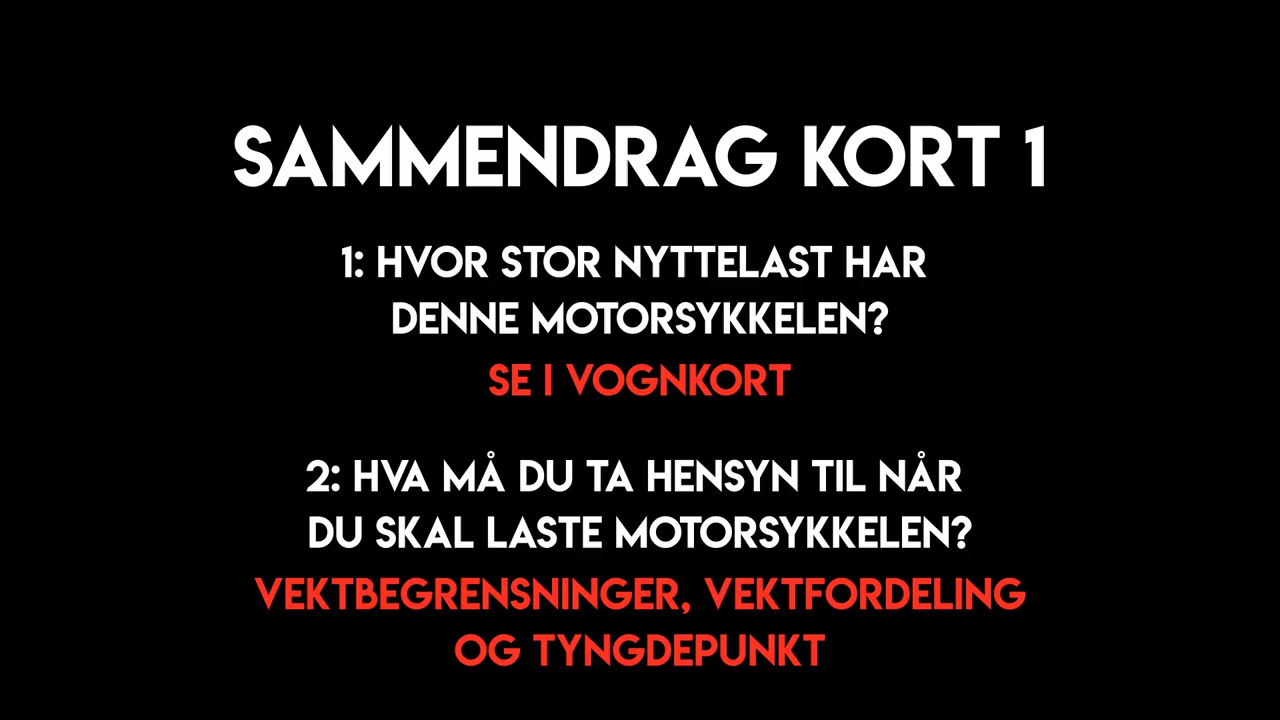 SAMMENDRAG KORT 1
1: HVOR STOR NYTTELAST HAR
DENNE MOTORSYKKELEN?
SE I VOGNKORT
2: HVA MÅ DU TA HENSYN TIL NÅR
DU SKAL LASTE MOTORSYKKELEN?
VEKTBEGRENSNINGER, VEKTFORDELING
OG TYNGDEPUNKT